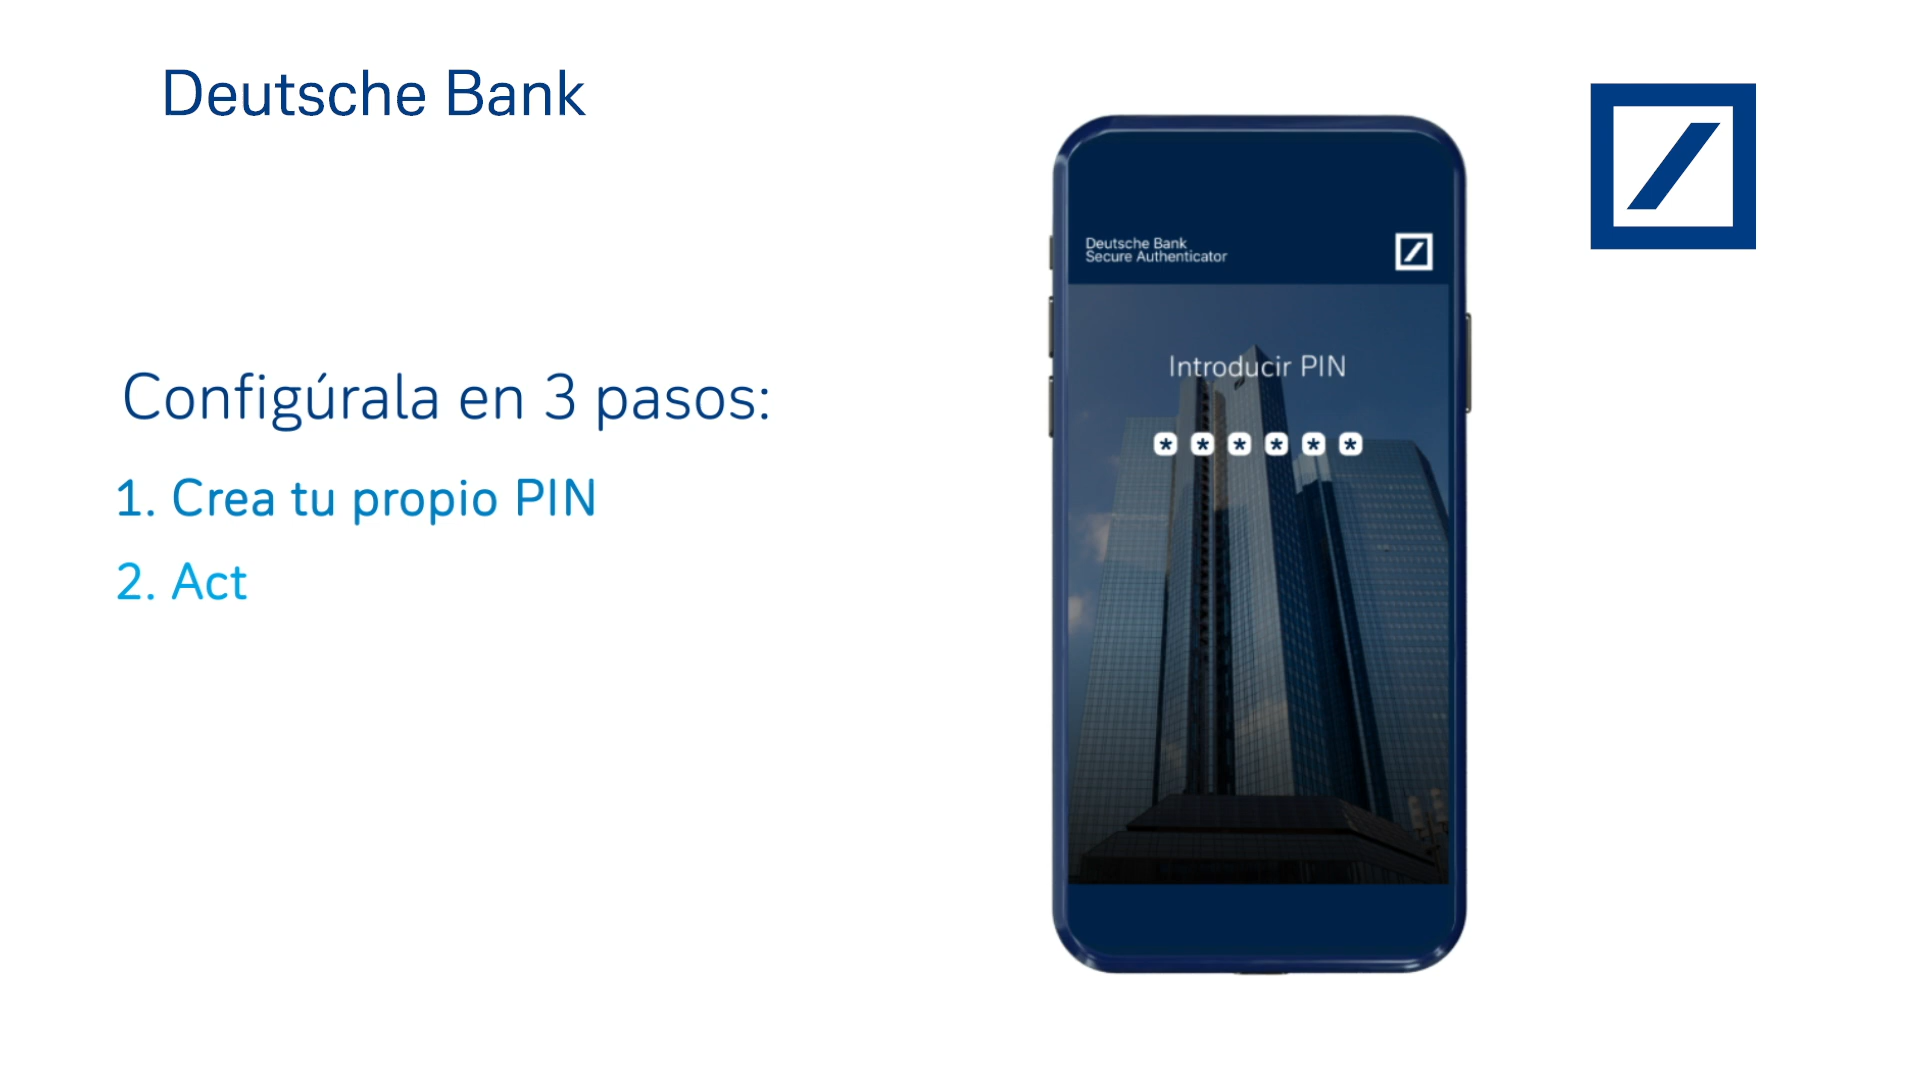 Deutsche Bank
Configúrala en 3 pasos:
1. Crea tu propio PIN
2. Act
Deutsche Bank
Secure Authenticator
Introducir PIN
* * * * * *